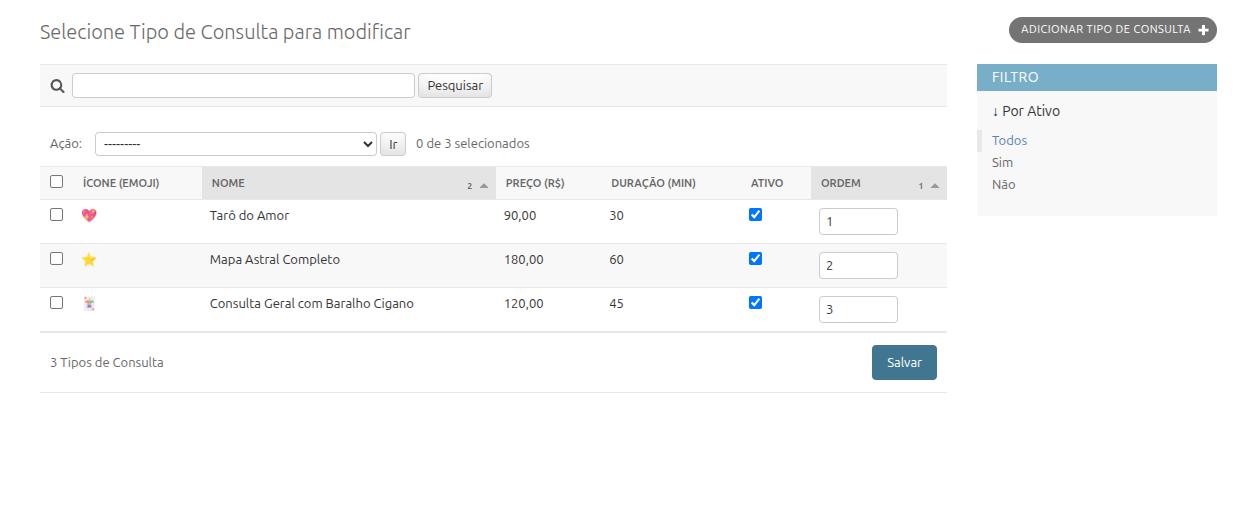 Selecione Tipo de Consulta para modificar
ADICIONAR TIPO DE CONSULTA
Pesquisar
Ação: --------- Ir 0 de 3 selecionados
ÍCONE (EMOJI) NOME 2 PREÇO (R$) DURAÇÃO (MIN) ATIVO ORDEM 1
Tarô do Amor 90,00 30 1
Mapa Astral Completo 180,00 60 2
Consulta Geral com Baralho Cigano 120,00 45 3
3 Tipos de Consulta Salvar
FILTRO
↓ Por Ativo
Todos
Sim
Não